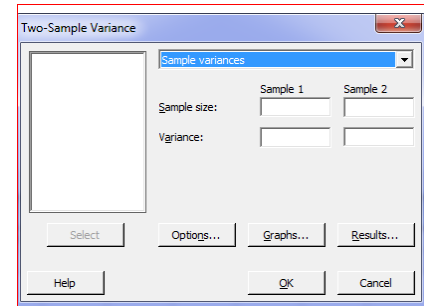 Two-Sample Variance
x
Sample variances
Sample 1 Sample 2
Sample size:
Variance:
Select Options... Graphs... Results...
Help OK Cancel